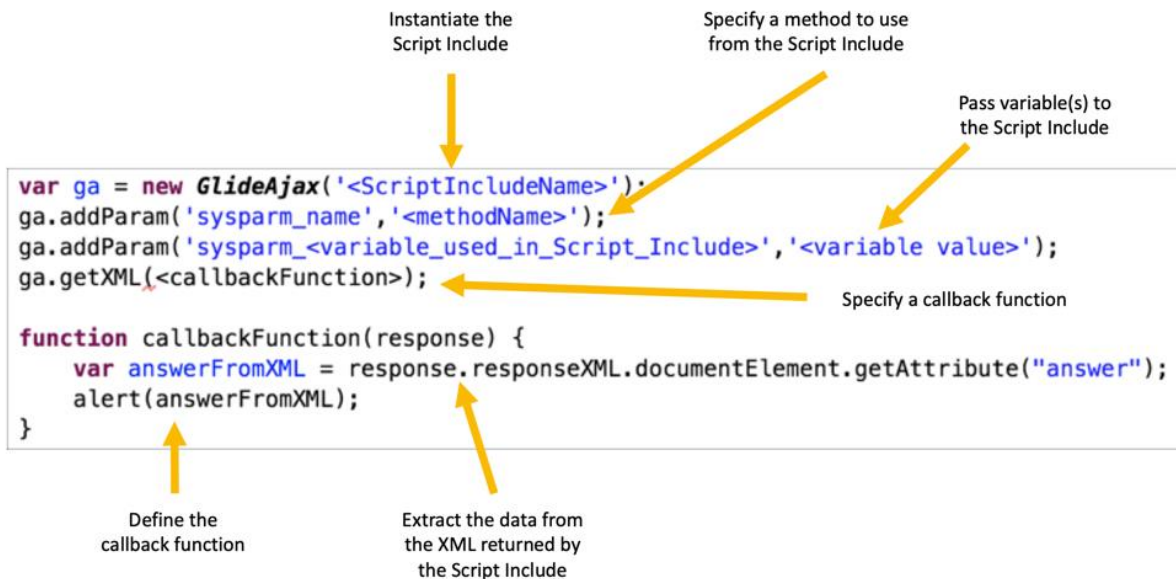 Instantiate the
Script Include
Specify a method to use
from the Script Include
Pass variable(s) to
the Script Include
var ga = new GlideAjax('<ScriptIncludeName>');
ga.addParam('sysparm_name','<methodName>');
ga.addParam('sysparm_<variable_used_in_Script_Include>','<variable value>');
ga.getXML(<callbackFunction>);
Specify a callback function
function callbackFunction(response) {
    var answerFromXML = response.responseXML.documentElement.getAttribute("answer");
    alert(answerFromXML);
}
Define the
callback function
Extract the data from
the XML returned by
the Script Include